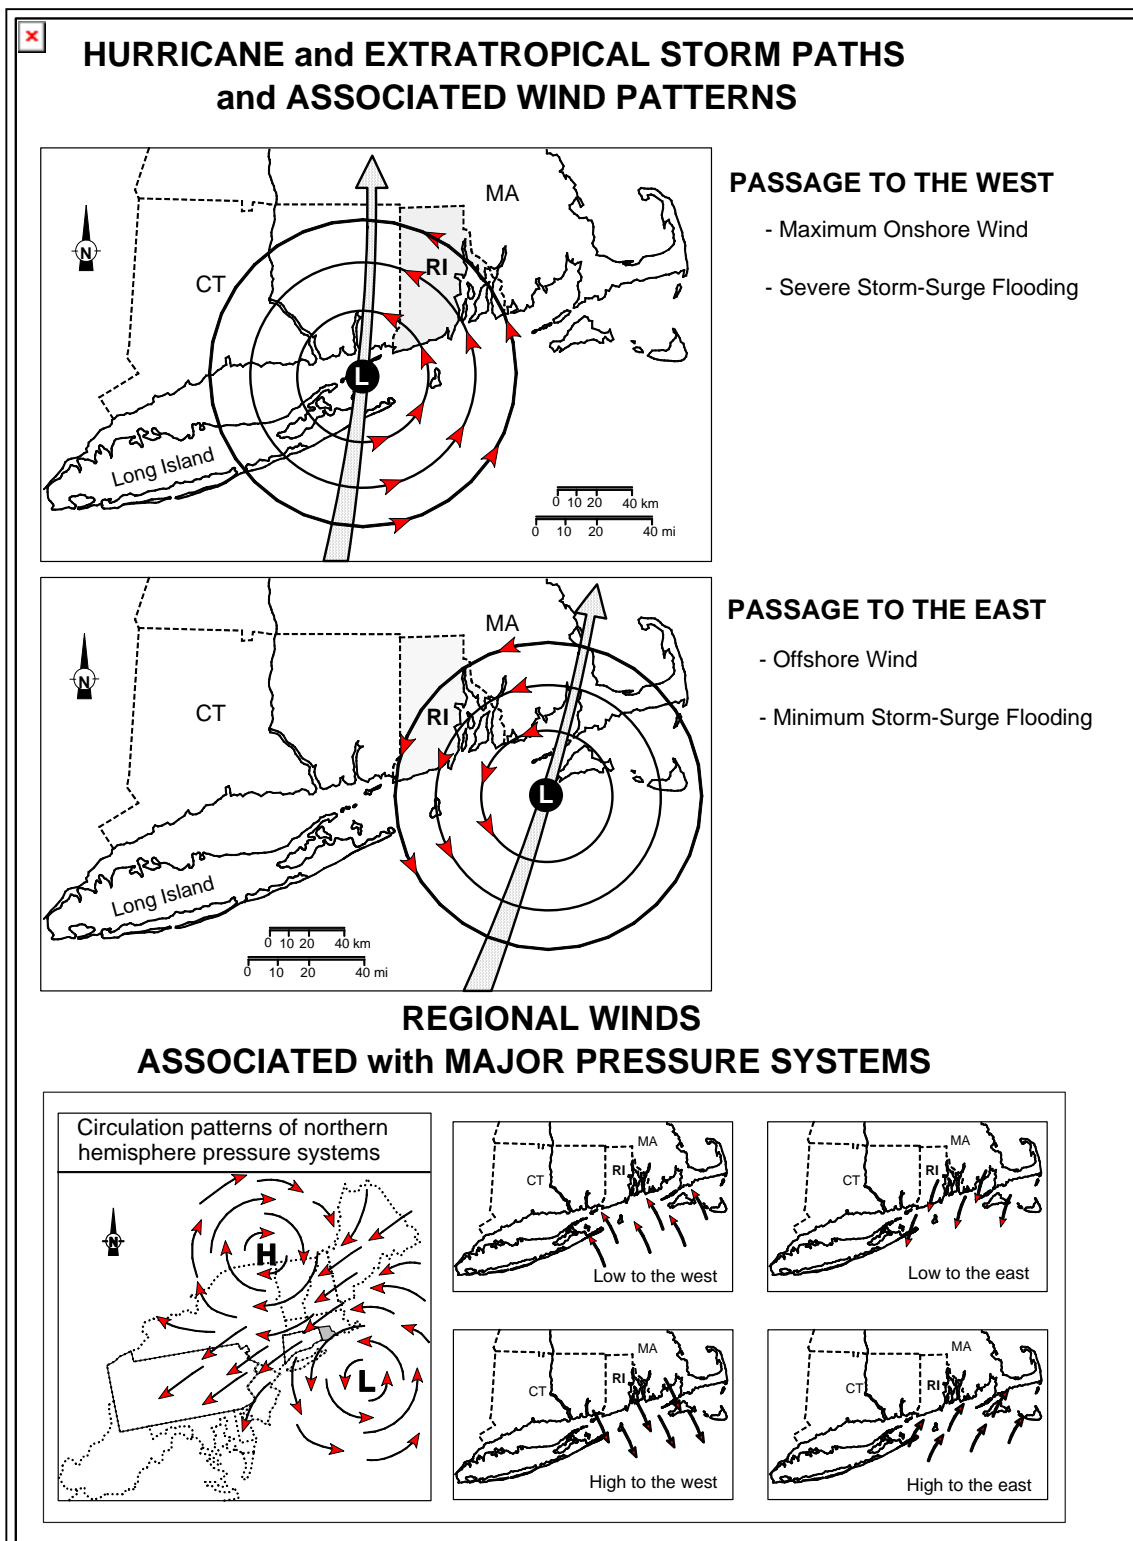 HURRICANE and EXTRATROPICAL STORM PATHS
and ASSOCIATED WIND PATTERNS
MA
RI
CT
N
L
Long Island
0 10 20 40 km
0 10 20 40 mi
PASSAGE TO THE WEST
- Maximum Onshore Wind
- Severe Storm-Surge Flooding
MA
RI
CT
N
L
Long Island
0 10 20 40 km
0 10 20 40 mi
PASSAGE TO THE EAST
- Offshore Wind
- Minimum Storm-Surge Flooding
REGIONAL WINDS
ASSOCIATED with MAJOR PRESSURE SYSTEMS
Circulation patterns of northern
hemisphere pressure systems
N
H
L
MA
RI
CT
Low to the west
MA
RI
CT
Low to the east
MA
RI
CT
High to the west
MA
RI
CT
High to the east